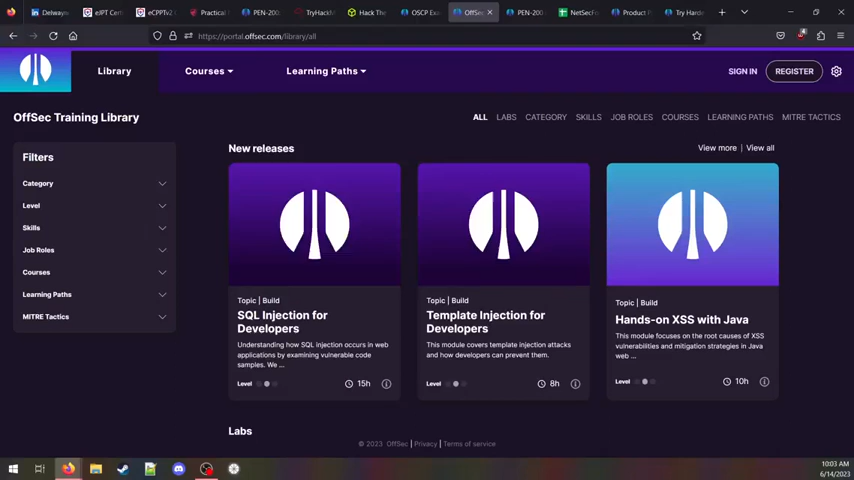 Delwayne
eJPT Certi
eCPPTv2 C
Practical
PEN-200
TryHackM
Hack The
OSCP Exa
OffSec
PEN-200
NetSecFo
Product P
Try Harde
https://portal.offsec.com/library/all
Library
Courses
Learning Paths
SIGN IN
REGISTER
OffSec Training Library
ALL
LABS
CATEGORY
SKILLS
JOB ROLES
COURSES
LEARNING PATHS
MITRE TACTICS
Filters
Category
Level
Skills
Job Roles
Courses
Learning Paths
MITRE Tactics
New releases
View more | View all
Topic | Build
SQL Injection for
Developers
Understanding how SQL injection occurs in web
applications by examining vulnerable code
samples. We ...
Level
15h
Topic | Build
Template Injection for
Developers
This module covers template injection attacks
and how developers can prevent them.
Level
8h
Topic | Build
Hands-on XSS with Java
This module focuses on the root causes of XSS
vulnerabilities and mitigation strategies in Java
web ...
Level
10h
Labs
© 2023 OffSec | Privacy | Terms of service
10:03 AM
6/14/2023